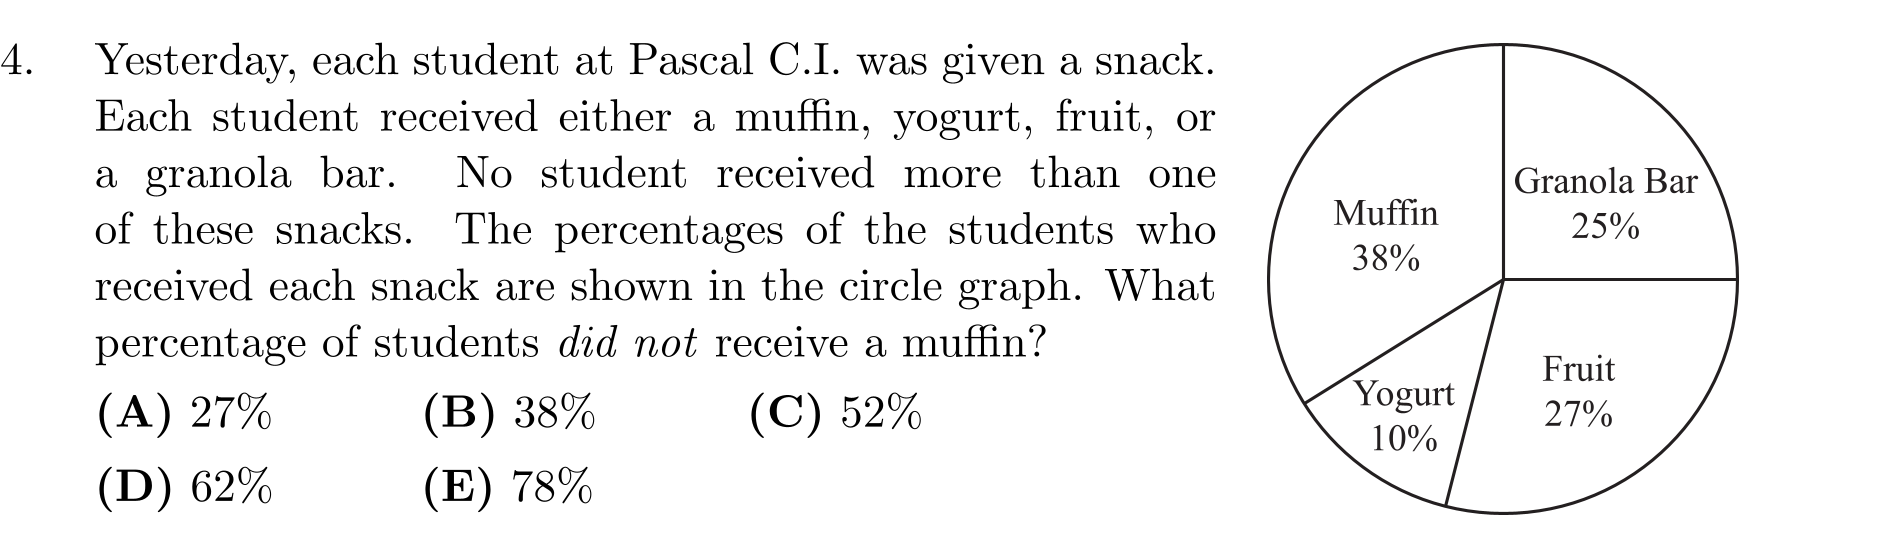 4. Yesterday, each student at Pascal C.I. was given a snack.
Each student received either a muffin, yogurt, fruit, or
a granola bar. No student received more than one
of these snacks. The percentages of the students who
received each snack are shown in the circle graph. What
percentage of students did not receive a muffin?
(A) 27% (B) 38% (C) 52%
(D) 62% (E) 78%
Granola Bar
25%
Muffin
38%
Fruit
27%
Yogurt
10%